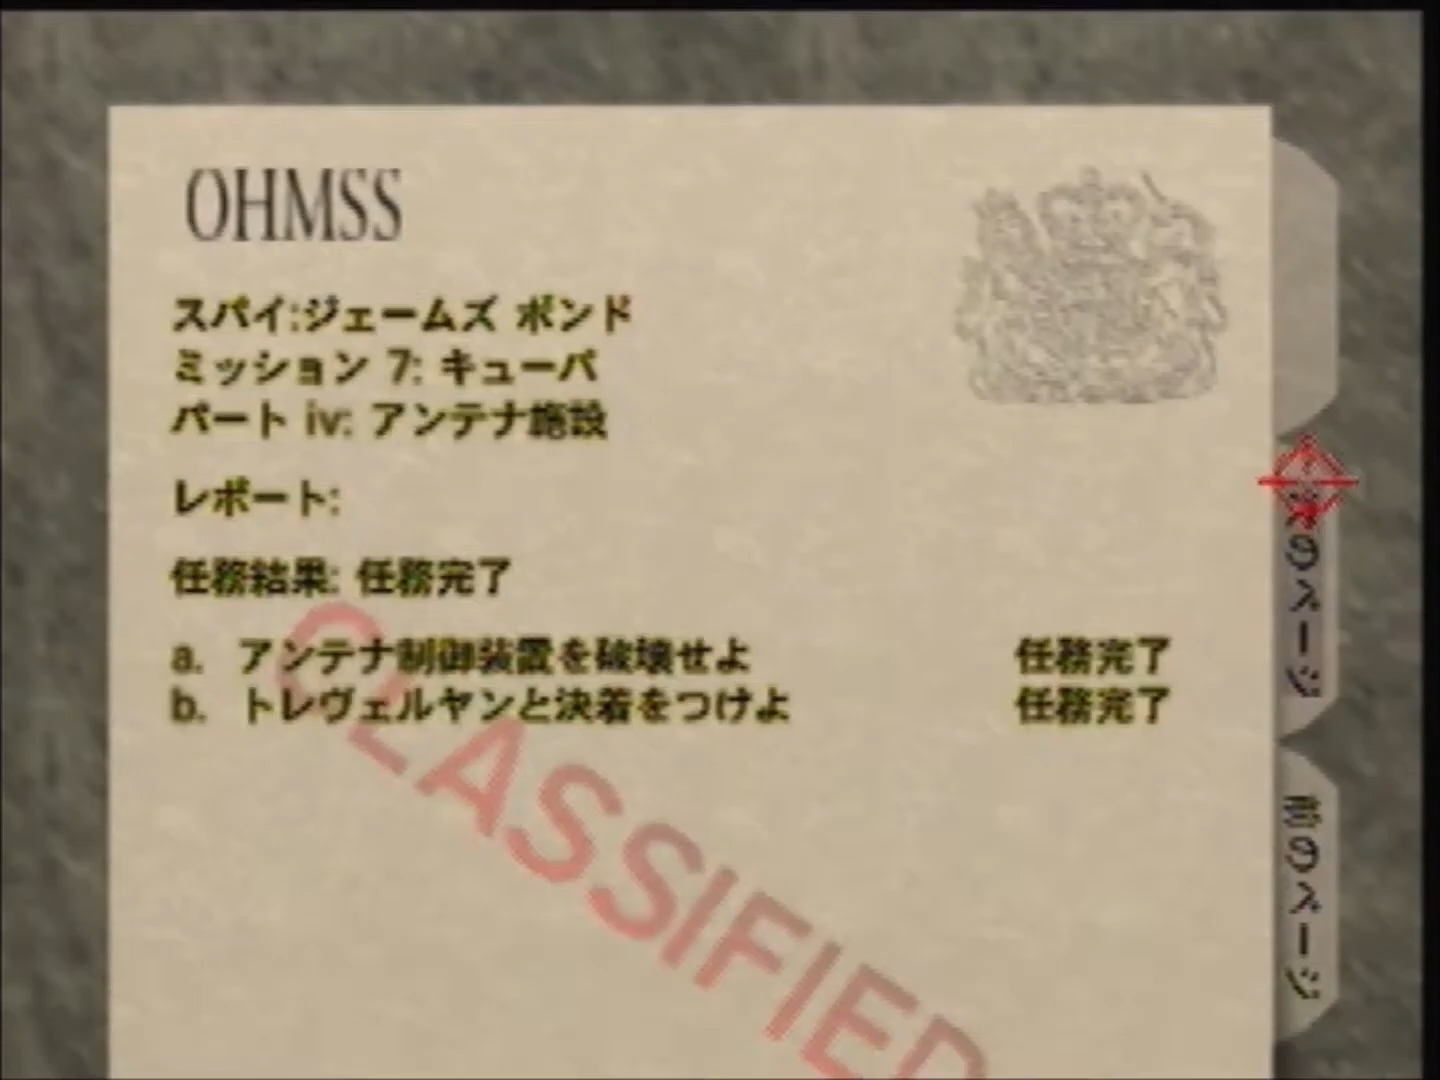 OHMSS
スパイ:ジェームズ ボンド
ミッション 7: キューバ
パート iv: アンテナ施設
レポート:
任務結果: 任務完了
a. アンテナ制御装置を破壊せよ 任務完了
b. トレヴェルヤンと決着をつけよ 任務完了
CLASSIFIED
次のページ
前のページ